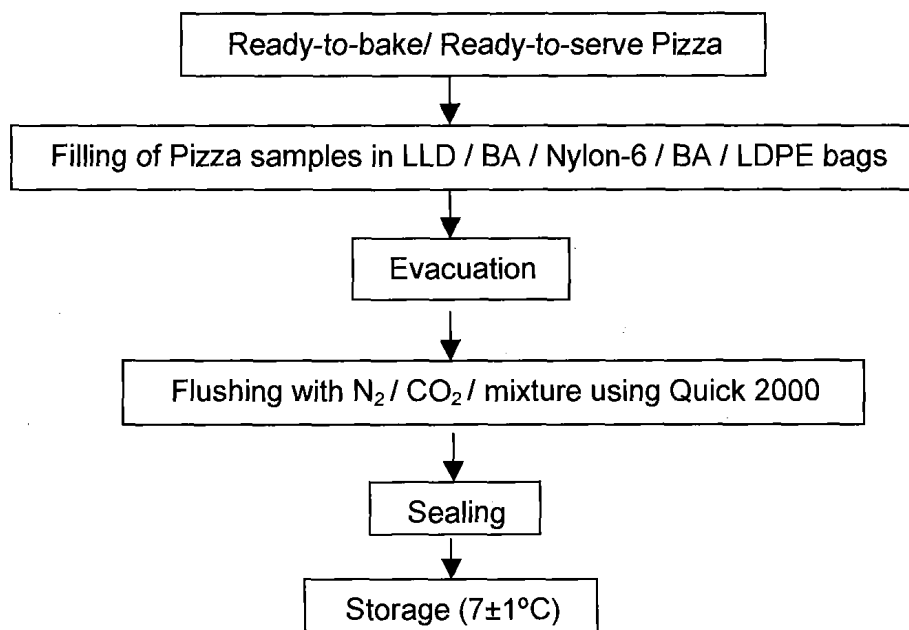 Ready-to-bake/ Ready-to-serve Pizza
Filling of Pizza samples in LLD / BA / Nylon-6 / BA / LDPE bags
Evacuation
Flushing with N₂ / CO₂ / mixture using Quick 2000
Sealing
Storage (7±1ºC)